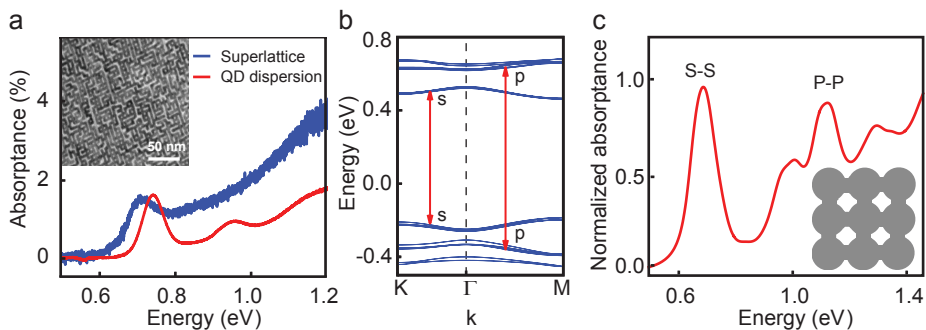 a
Absorptance (%)
4
2
0
50 nm
Superlattice
QD dispersion
0.6
0.8
1.0
1.2
Energy (eV)
b
Energy (eV)
0.8
0.4
0.0
-0.4
s
p
s
p
K
Γ
M
k
c
Normalized absorptance
1.0
0.5
0.0
S-S
P-P
0.6
1.0
1.4
Energy (eV)